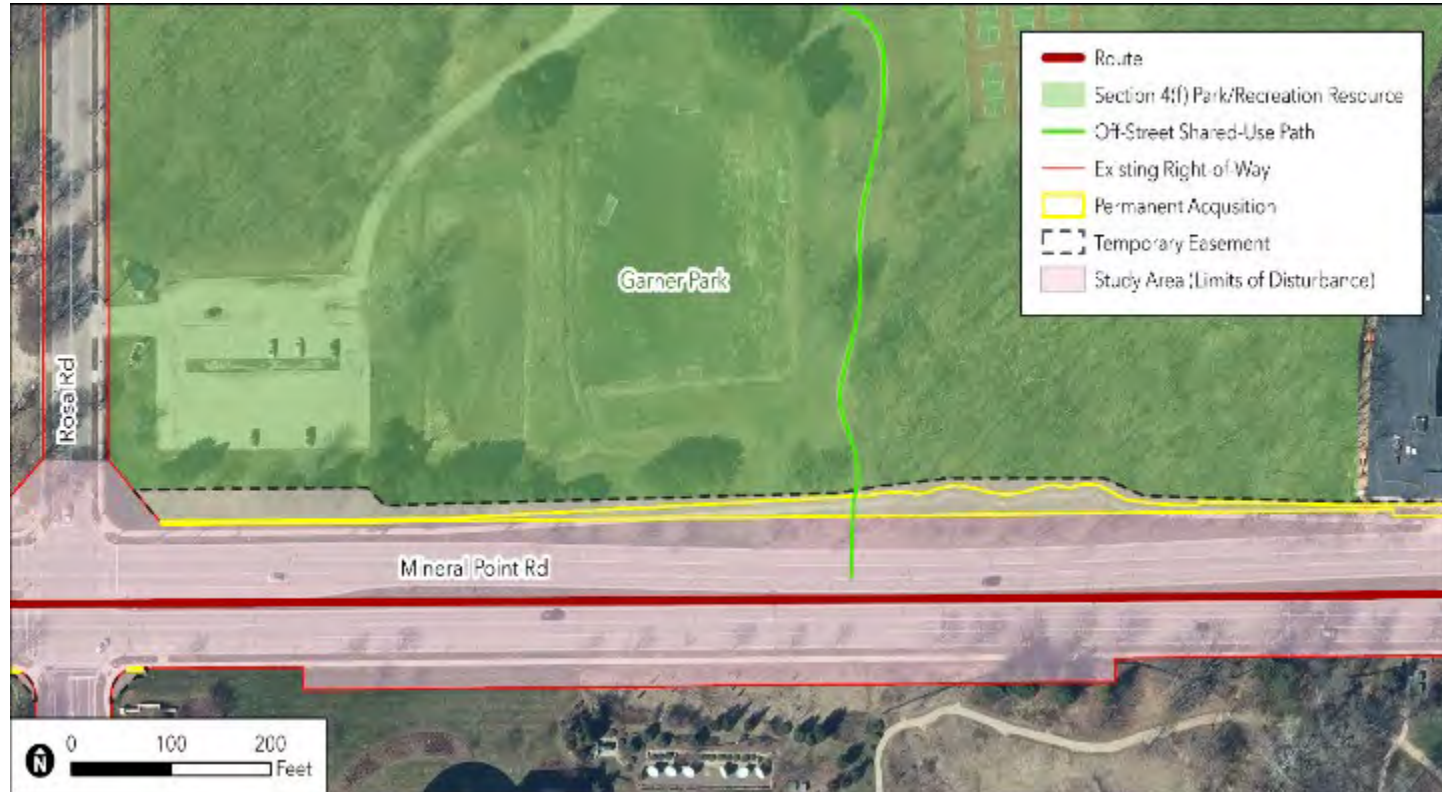 Route
Section 4(f) Park/Recreation Resource
Off-Street Shared-Use Path
Existing Right-of-Way
Permanent Acqusition
Temporary Easement
Study Area (Limits of Disturbance)
Garner Park
Rosa Rd
Mineral Point Rd
N
0 100 200
Feet